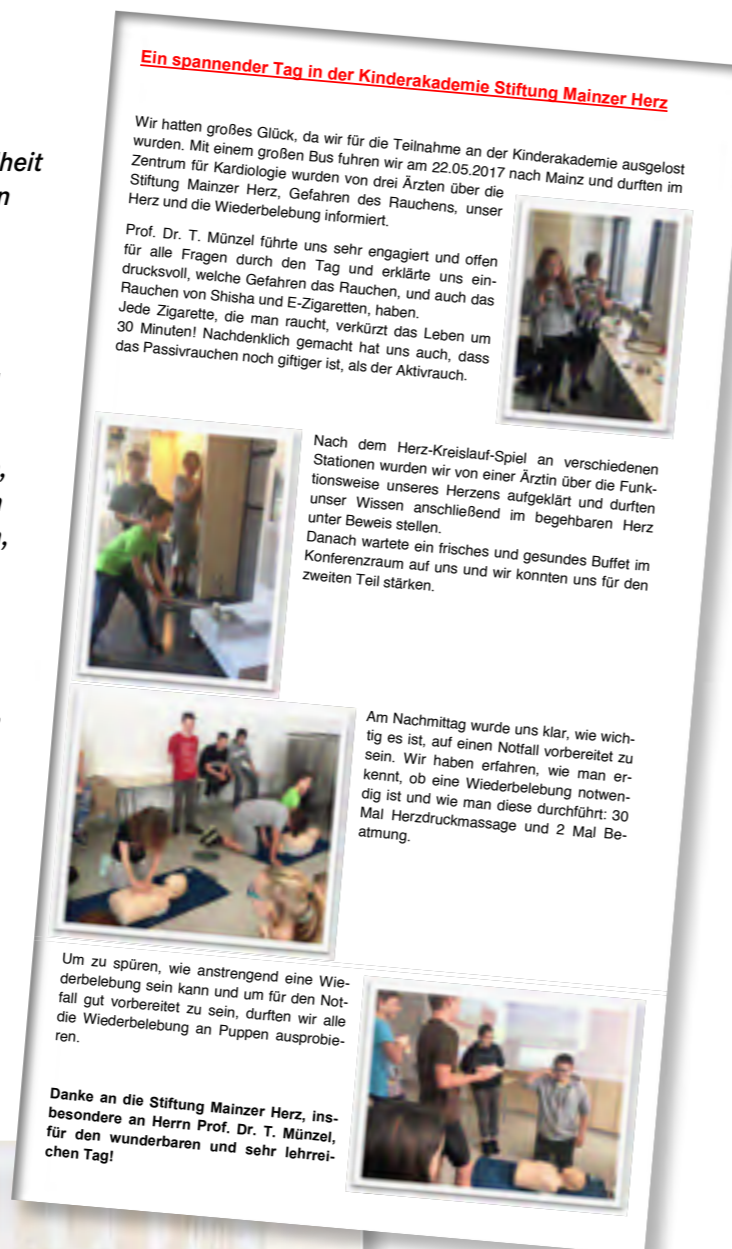 heit
n
Ein spannender Tag in der Kinderakademie Stiftung Mainzer Herz
Wir hatten großes Glück, da wir für die Teilnahme an der Kinderakademie ausgelost
wurden. Mit einem großen Bus fuhren wir am 22.05.2017 nach Mainz und durften im
Zentrum für Kardiologie wurden von drei Ärzten über die
Stiftung Mainzer Herz, Gefahren des Rauchens, unser
Herz und die Wiederbelebung informiert.
Prof. Dr. T. Münzel führte uns sehr engagiert und offen
für alle Fragen durch den Tag und erklärte uns ein-
drucksvoll, welche Gefahren das Rauchen, und auch das
Rauchen von Shisha und E-Zigaretten, haben.
Jede Zigarette, die man raucht, verkürzt das Leben um
30 Minuten! Nachdenklich gemacht hat uns auch, dass
das Passivrauchen noch giftiger ist, als der Aktivrauch.
Nach dem Herz-Kreislauf-Spiel an verschiedenen
Stationen wurden wir von einer Ärztin über die Funk-
tionsweise unseres Herzens aufgeklärt und durften
unser Wissen anschließend im begehbaren Herz
unter Beweis stellen.
Danach wartete ein frisches und gesundes Buffet im
Konferenzraum auf uns und wir konnten uns für den
zweiten Teil stärken.
Am Nachmittag wurde uns klar, wie wich-
tig es ist, auf einen Notfall vorbereitet zu
sein. Wir haben erfahren, wie man er-
kennt, ob eine Wiederbelebung notwen-
dig ist und wie man diese durchführt: 30
Mal Herzdruckmassage und 2 Mal Be-
atmung.
Um zu spüren, wie anstrengend eine Wie-
derbelebung sein kann und um für den Not-
fall gut vorbereitet zu sein, durften wir alle
die Wiederbelebung an Puppen ausprobie-
ren.
Danke an die Stiftung Mainzer Herz, ins-
besondere an Herrn Prof. Dr. T. Münzel,
für den wunderbaren und sehr lehrrei-
chen Tag!